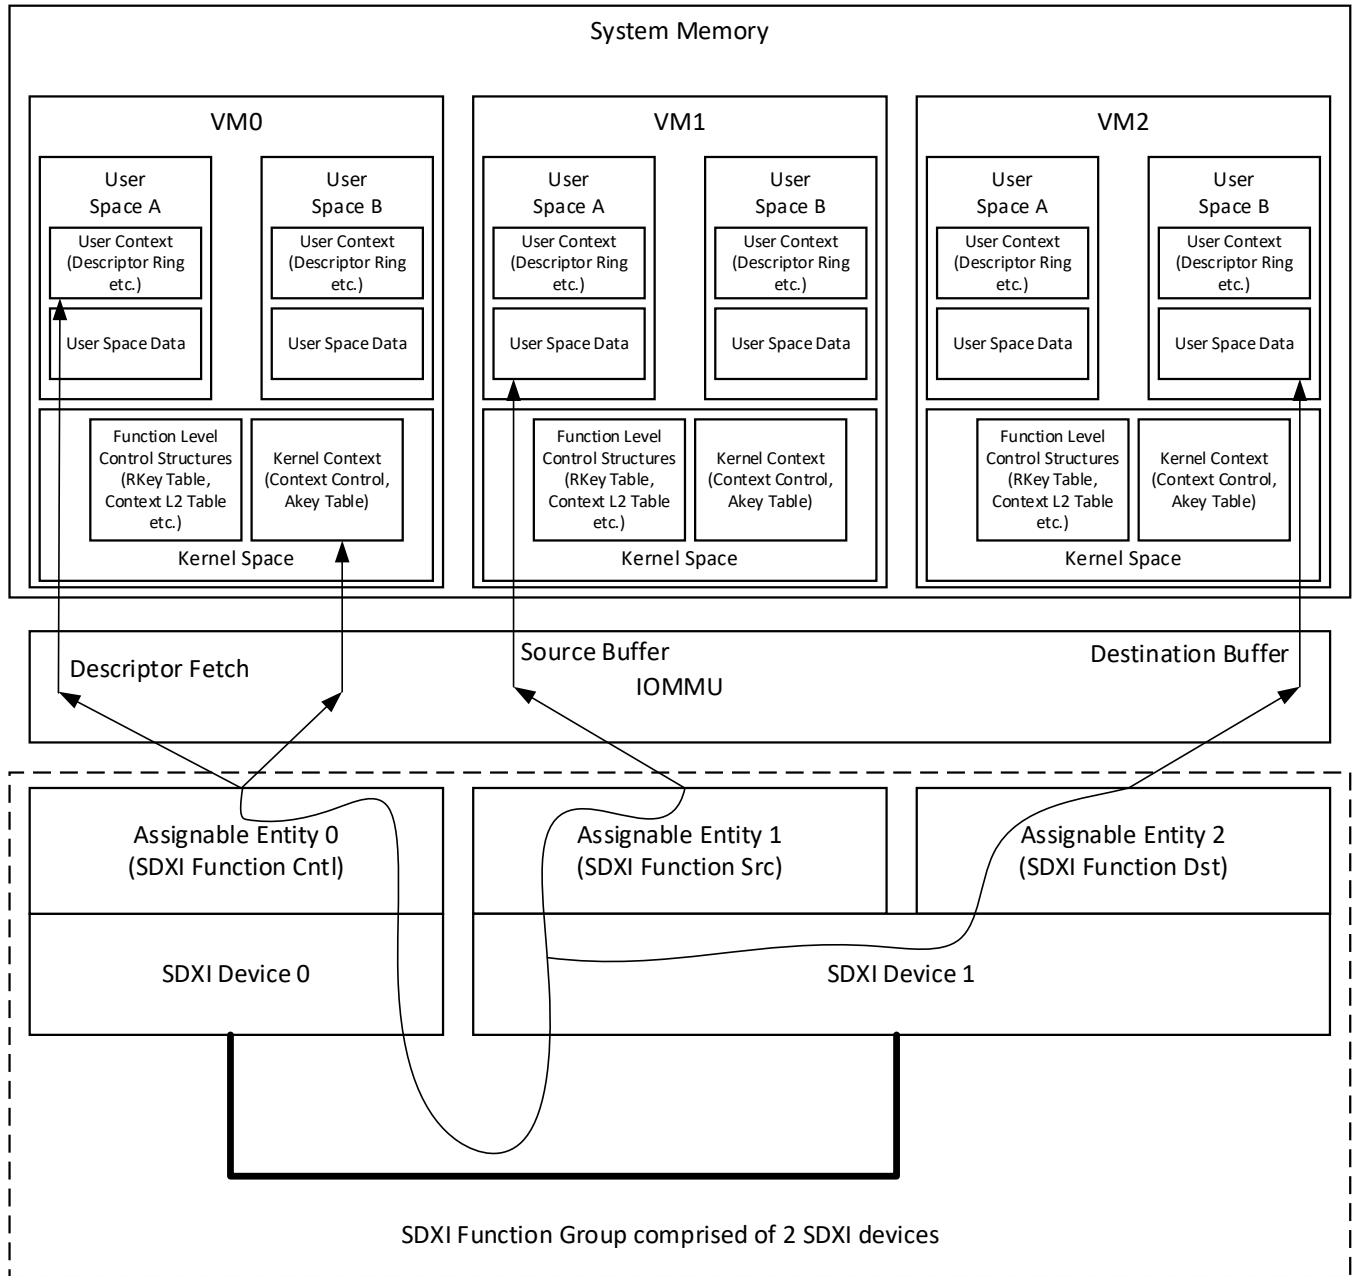 System Memory
VM0
User
Space A
User Context
(Descriptor Ring
etc.)
User Space Data
User
Space B
User Context
(Descriptor Ring
etc.)
User Space Data
Function Level
Control Structures
(RKey Table,
Context L2 Table
etc.)
Kernel Context
(Context Control,
Akey Table)
Kernel Space
VM1
User
Space A
User Context
(Descriptor Ring
etc.)
User Space Data
User
Space B
User Context
(Descriptor Ring
etc.)
User Space Data
Function Level
Control Structures
(RKey Table,
Context L2 Table
etc.)
Kernel Context
(Context Control,
Akey Table)
Kernel Space
VM2
User
Space A
User Context
(Descriptor Ring
etc.)
User Space Data
User
Space B
User Context
(Descriptor Ring
etc.)
User Space Data
Function Level
Control Structures
(RKey Table,
Context L2 Table
etc.)
Kernel Context
(Context Control,
Akey Table)
Kernel Space
Descriptor Fetch
Source Buffer
IOMMU
Destination Buffer
Assignable Entity 0
(SDXI Function Cntl)
Assignable Entity 1
(SDXI Function Src)
Assignable Entity 2
(SDXI Function Dst)
SDXI Device 0
SDXI Device 1
SDXI Function Group comprised of 2 SDXI devices